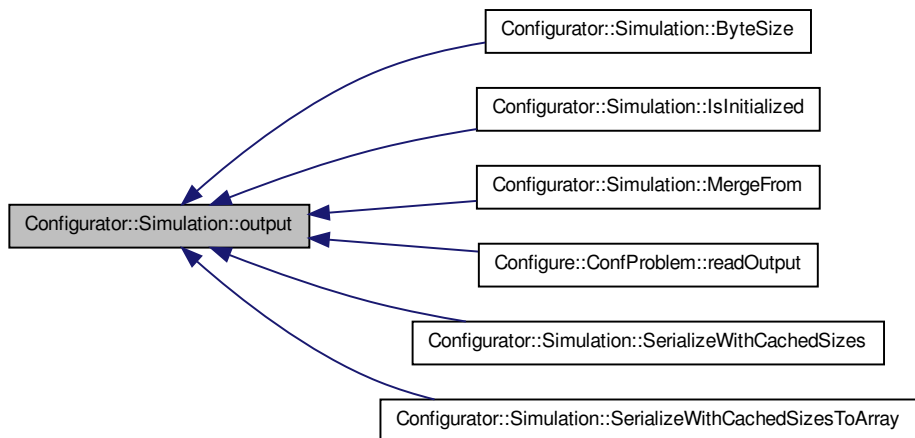 Configurator::Simulation::ByteSize
Configurator::Simulation::IsInitialized
Configurator::Simulation::MergeFrom
Configurator::Simulation::output
Configure::ConfProblem::readOutput
Configurator::Simulation::SerializeWithCachedSizes
Configurator::Simulation::SerializeWithCachedSizesToArray